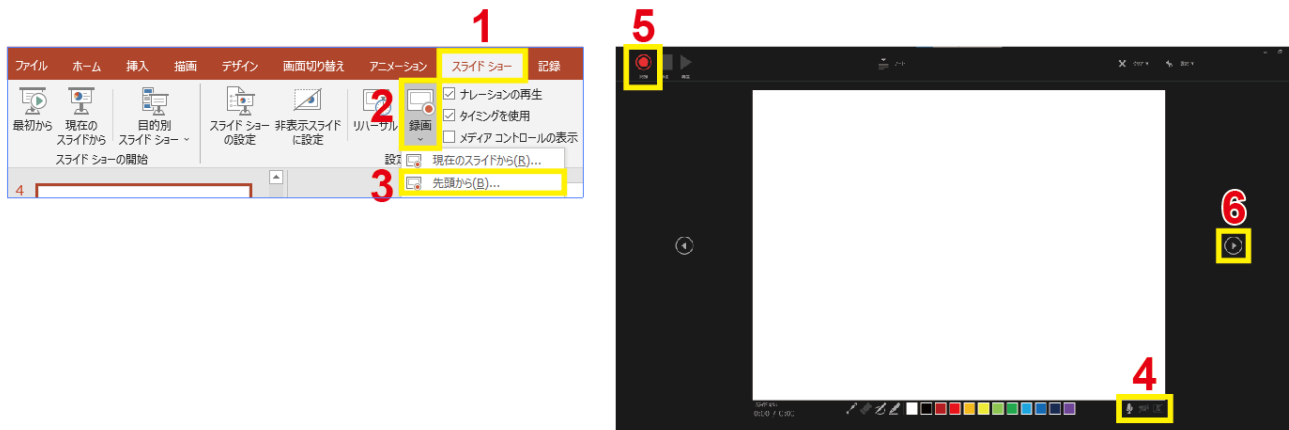 1
ファイル ホーム 挿入 描画 デザイン 画面切り替え アニメーション スライド ショー 記録
2
最初から 現在の スライドから 目的別 スライド ショー スライド ショー の設定 非表示スライド に設定 リハーサル 録画
ナレーションの再生
タイミングを使用
メディア コントロールの表示
スライド ショーの開始 設
現在のスライドから(R)...
3
先頭から(B)...
4
5
6
4